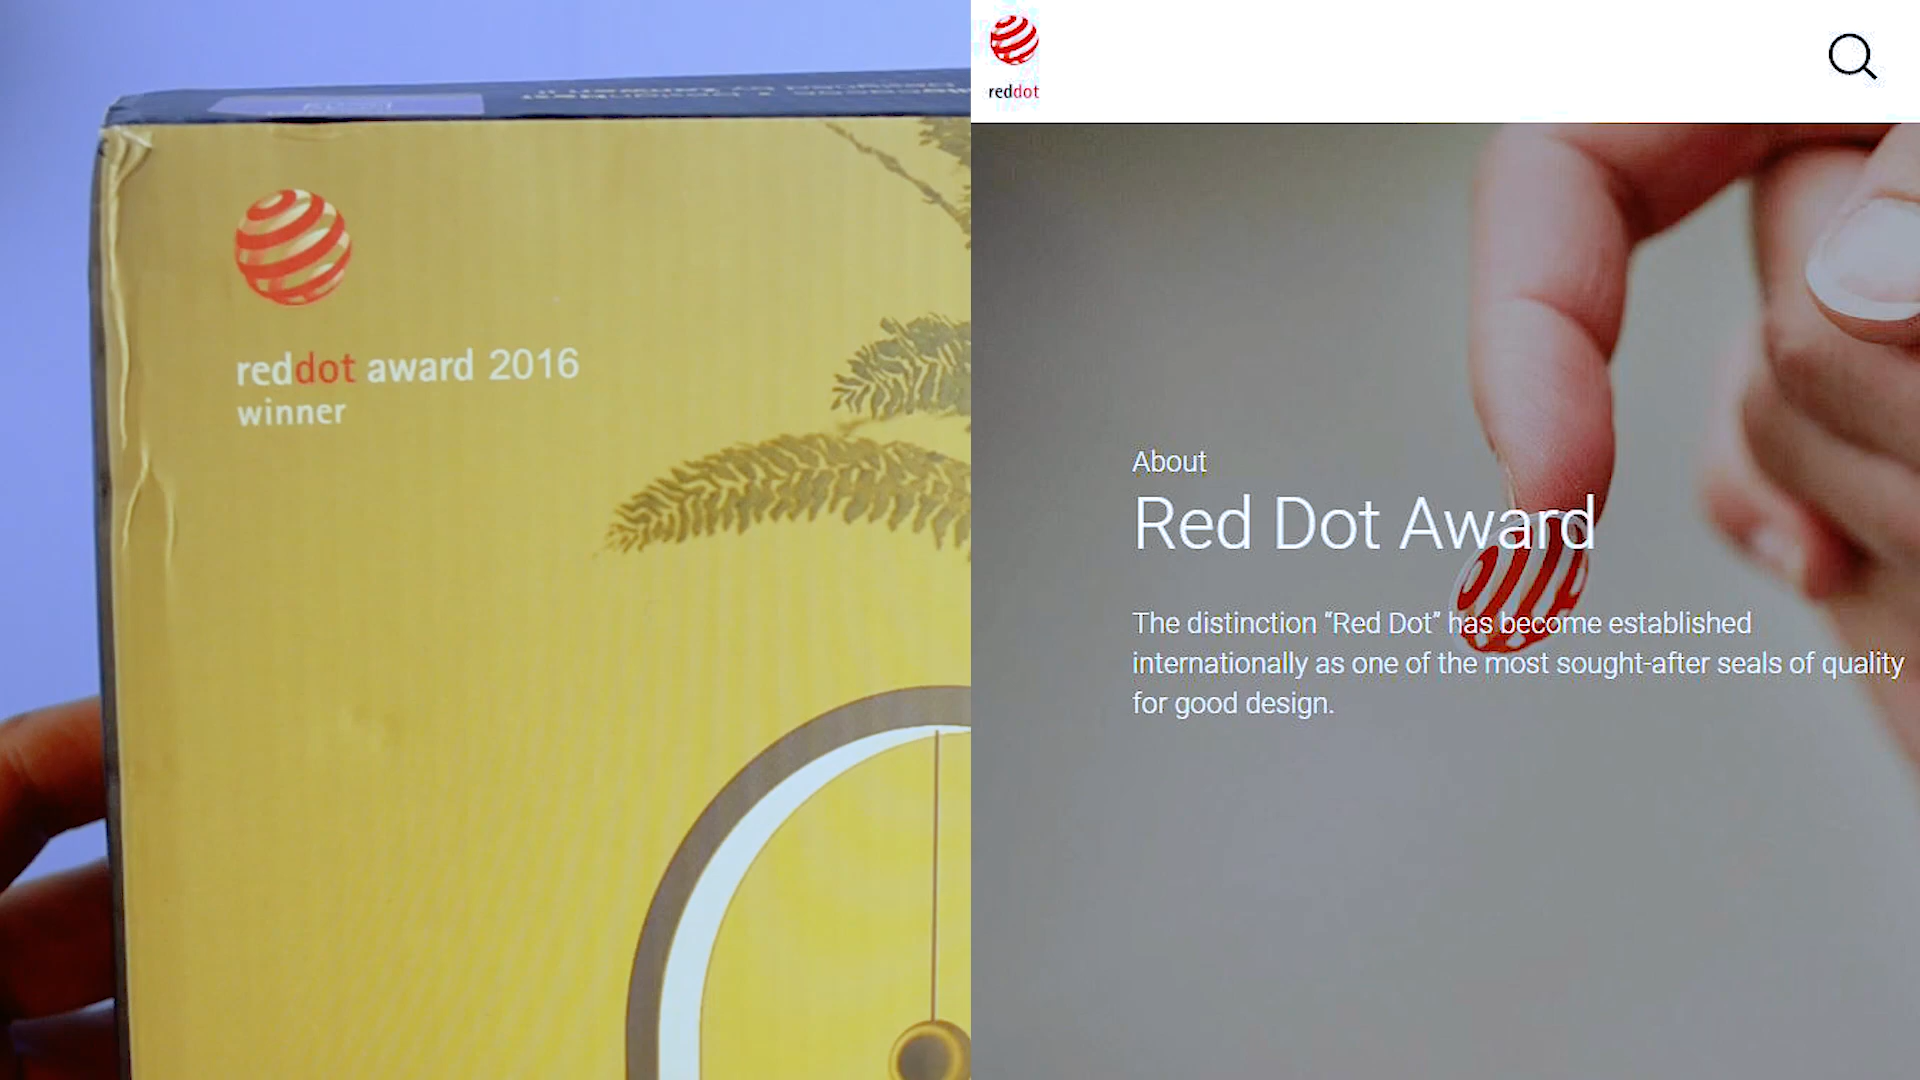 reddot award 2016
winner
reddot
About
Red Dot Award
The distinction “Red Dot” has become established
internationally as one of the most sought-after seals of quality
for good design.